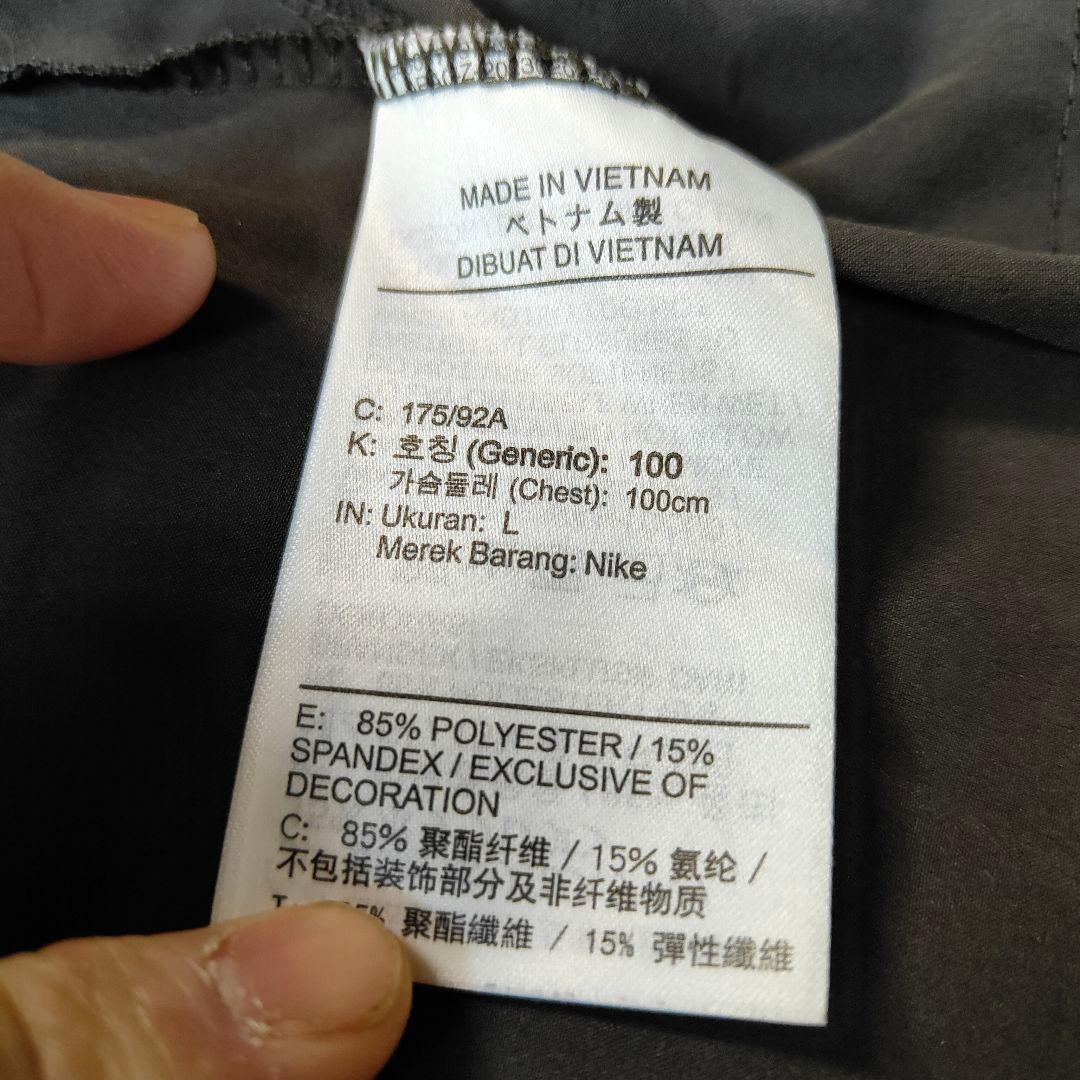 MADE IN VIETNAM
ベトナム製
DIBUAT DI VIETNAM
C: 175/92A
K: 호칭 (Generic): 100
가슴둘레 (Chest): 100cm
IN: Ukuran: L
Merek Barang: Nike
E: 85% POLYESTER / 15%
SPANDEX / EXCLUSIVE OF
DECORATION
C: 85% 聚酯纤维 / 15% 氨纶 /
不包括装饰部分及非纤维物质
聚酯纖維 / 15% 彈性纖維